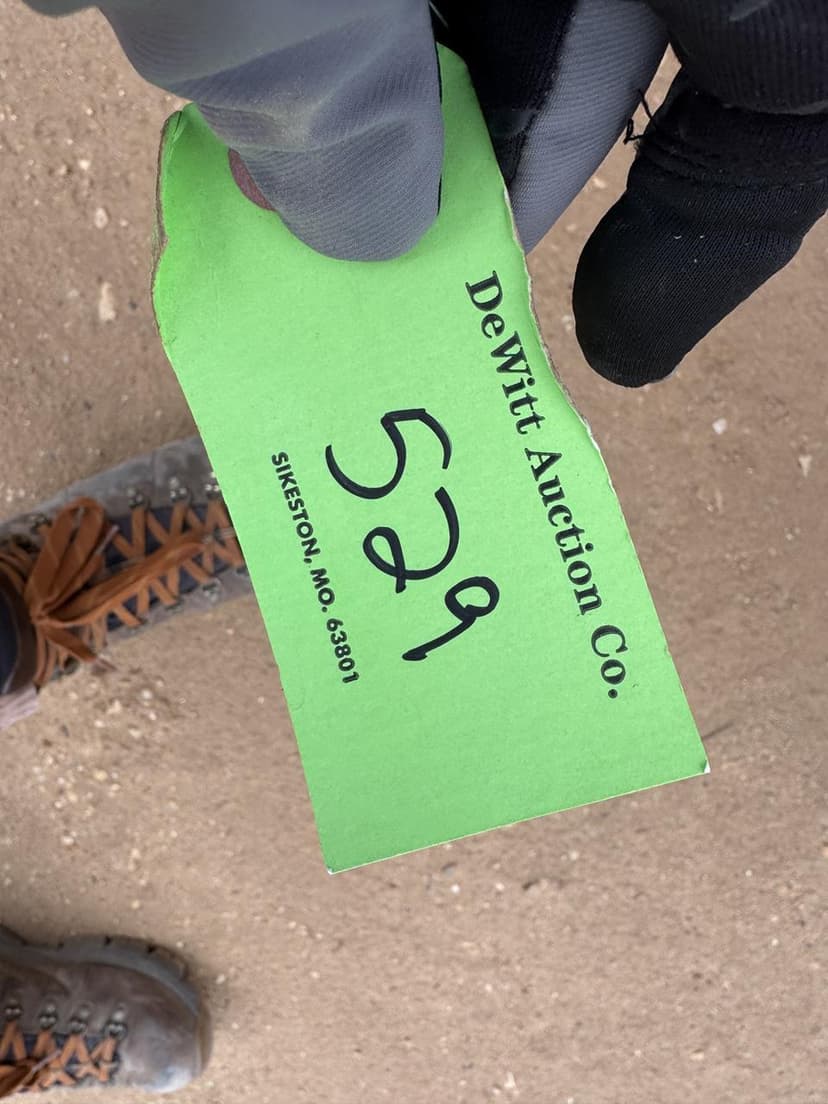 DeWitt Auction Co.
529
SIKESTON, MO. 63801